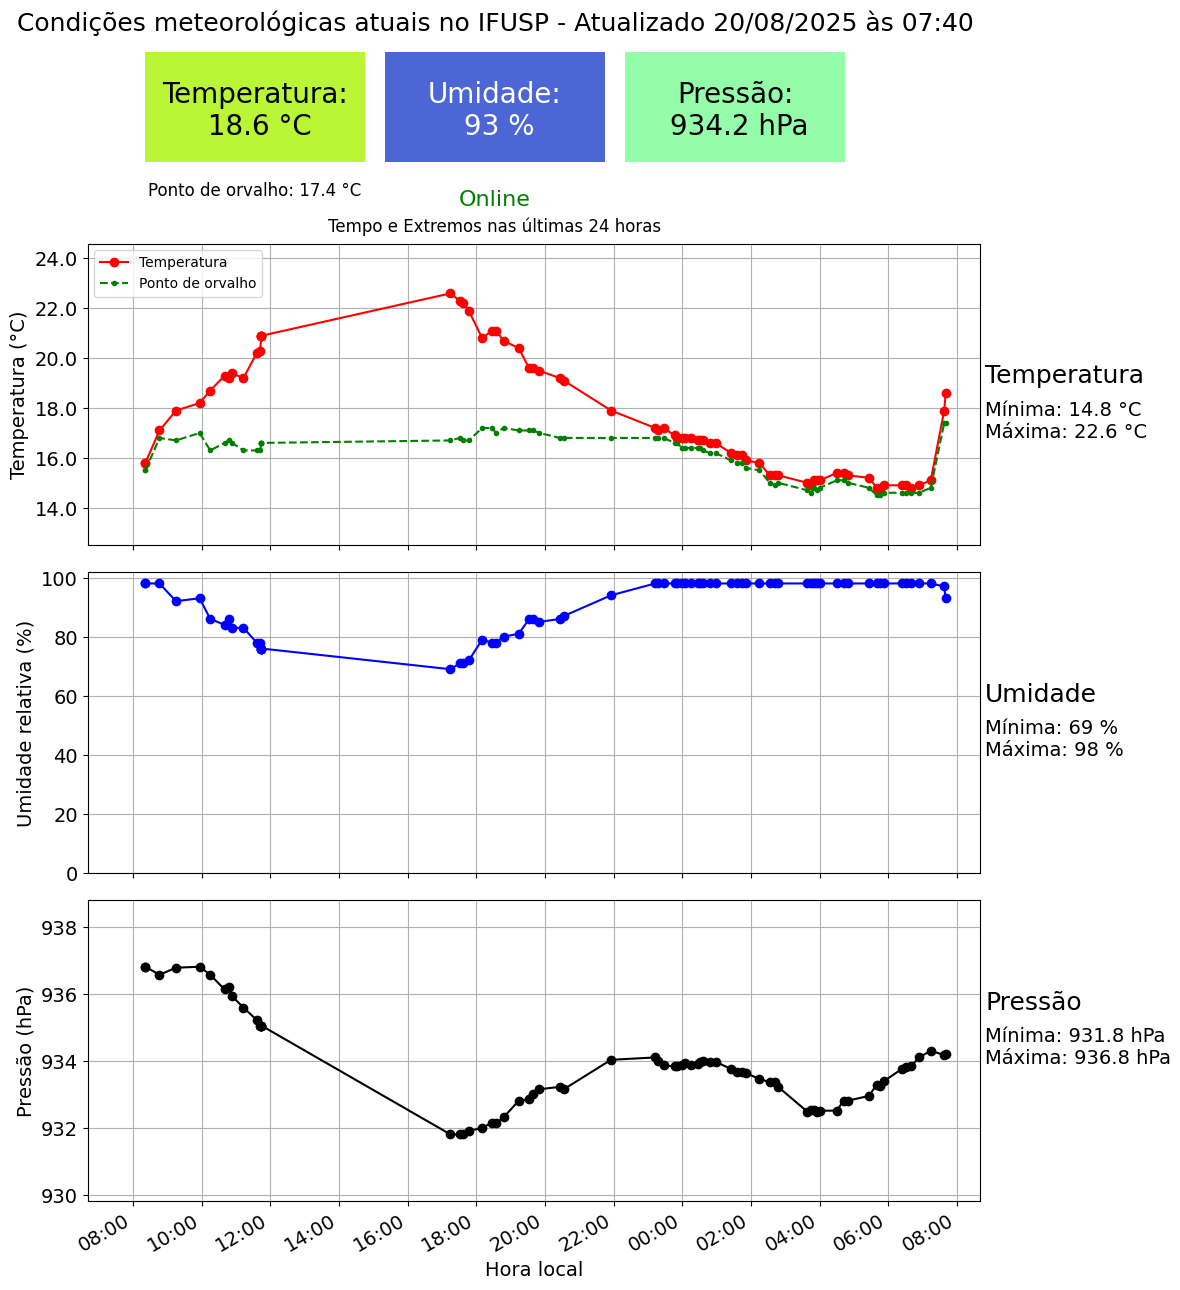 Condições meteorológicas atuais no IFUSP - Atualizado 20/08/2025 às 07:40
Temperatura:
18.6 °C
Umidade:
93 %
Pressão:
934.2 hPa
Ponto de orvalho: 17.4 °C
Online
Tempo e Extremos nas últimas 24 horas
Temperatura
Ponto de orvalho
Temperatura (°C)
24.0
22.0
20.0
18.0
16.0
14.0
Temperatura
Mínima: 14.8 °C
Máxima: 22.6 °C
Umidade relativa (%)
100
80
60
40
20
0
Umidade
Mínima: 69 %
Máxima: 98 %
Pressão (hPa)
938
936
934
932
930
Pressão
Mínima: 931.8 hPa
Máxima: 936.8 hPa
08:00
10:00
12:00
14:00
16:00
18:00
20:00
22:00
00:00
02:00
04:00
06:00
08:00
Hora local